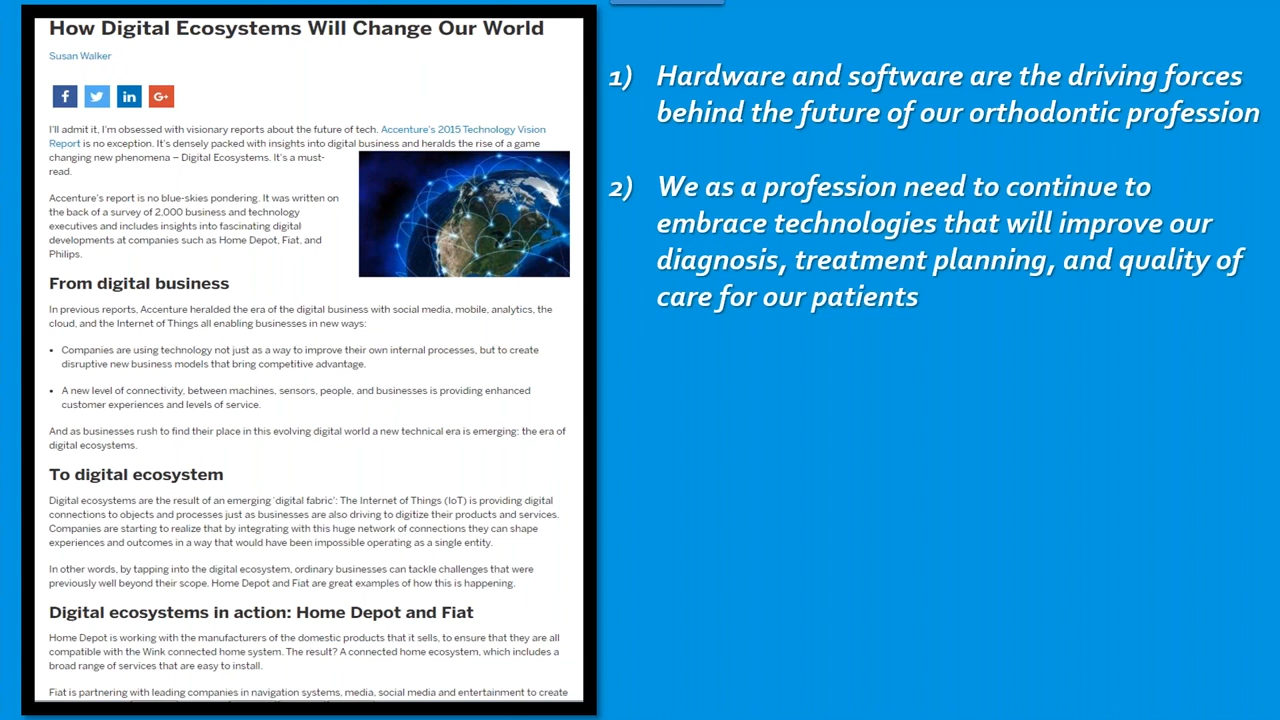 How Digital Ecosystems Will Change Our World
Susan Walker
I'll admit it, I'm obsessed with visionary reports about the future of tech. Accenture's 2015 Technology Vision
Report is no exception. It's densely packed with insights into digital business and heralds the rise of a game
changing new phenomena – Digital Ecosystems. It's a must-
read.
Accenture's report is no blue-skies pondering. It was written on
the back of a survey of 2,000 business and technology
executives and includes insights into fascinating digital
developments at companies such as Home Depot, Fiat, and
Philips.
From digital business
In previous reports, Accenture heralded the era of the digital business with social media, mobile, analytics, the
cloud, and the Internet of Things all enabling businesses in new ways:
• Companies are using technology not just as a way to improve their own internal processes, but to create
disruptive new business models that bring competitive advantage.
• A new level of connectivity, between machines, sensors, people, and businesses is providing enhanced
customer experiences and levels of service.
And as businesses rush to find their place in this evolving digital world a new technical era is emerging: the era of
digital ecosystems.
To digital ecosystem
Digital ecosystems are the result of an emerging 'digital fabric': The Internet of Things (IoT) is providing digital
connections to objects and processes just as businesses are also driving to digitize their products and services.
Companies are starting to realize that by integrating with this huge network of connections they can shape
experiences and outcomes in a way that would have been impossible operating as a single entity.
In other words, by tapping into the digital ecosystem, ordinary businesses can tackle challenges that were
previously well beyond their scope. Home Depot and Fiat are great examples of how this is happening.
Digital ecosystems in action: Home Depot and Fiat
Home Depot is working with the manufacturers of the domestic products that it sells, to ensure that they are all
compatible with the Wink connected home system. The result? A connected home ecosystem, which includes a
broad range of services that are easy to install.
Fiat is partnering with leading companies in navigation systems, media, social media and entertainment to create
1) Hardware and software are the driving forces
behind the future of our orthodontic profession
2) We as a profession need to continue to
embrace technologies that will improve our
diagnosis, treatment planning, and quality of
care for our patients